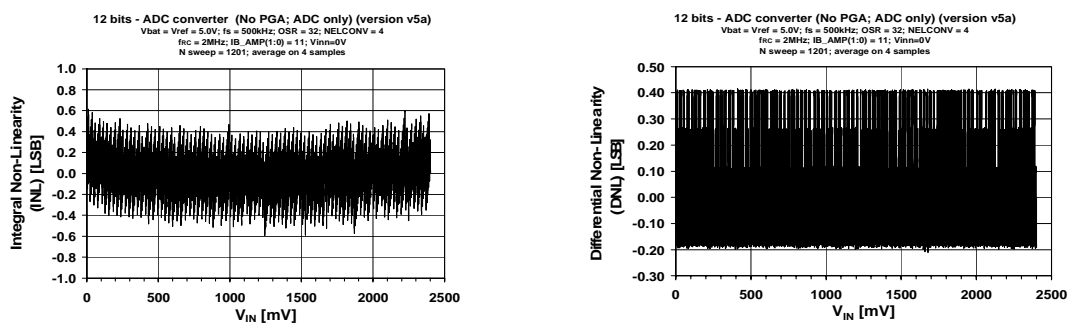 12 bits - ADC converter (No PGA; ADC only) (version v5a)
Vbat = Vref = 5.0V; fs = 500kHz; OSR = 32; NELCONV = 4
fRC = 2MHz; IB_AMP(1:0) = 11; Vinn=0V
N sweep = 1201; average on 4 samples
Integral Non-Linearity
(INL) [LSB]
1.0
0.8
0.6
0.4
0.2
0.0
-0.2
-0.4
-0.6
-0.8
-1.0
0 500 1000 1500 2000 2500
VIN [mV]
12 bits - ADC converter (No PGA; ADC only) (version v5a)
Vbat = Vref = 5.0V; fs = 500kHz; OSR = 32; NELCONV = 4
fRC = 2MHz; IB_AMP(1:0) = 11; Vinn=0V
N sweep = 1201; average on 4 samples
Differential Non-Linearity
(DNL) [LSB]
0.50
0.40
0.30
0.20
0.10
0.00
-0.10
-0.20
-0.30
0 500 1000 1500 2000 2500
VIN [mV]